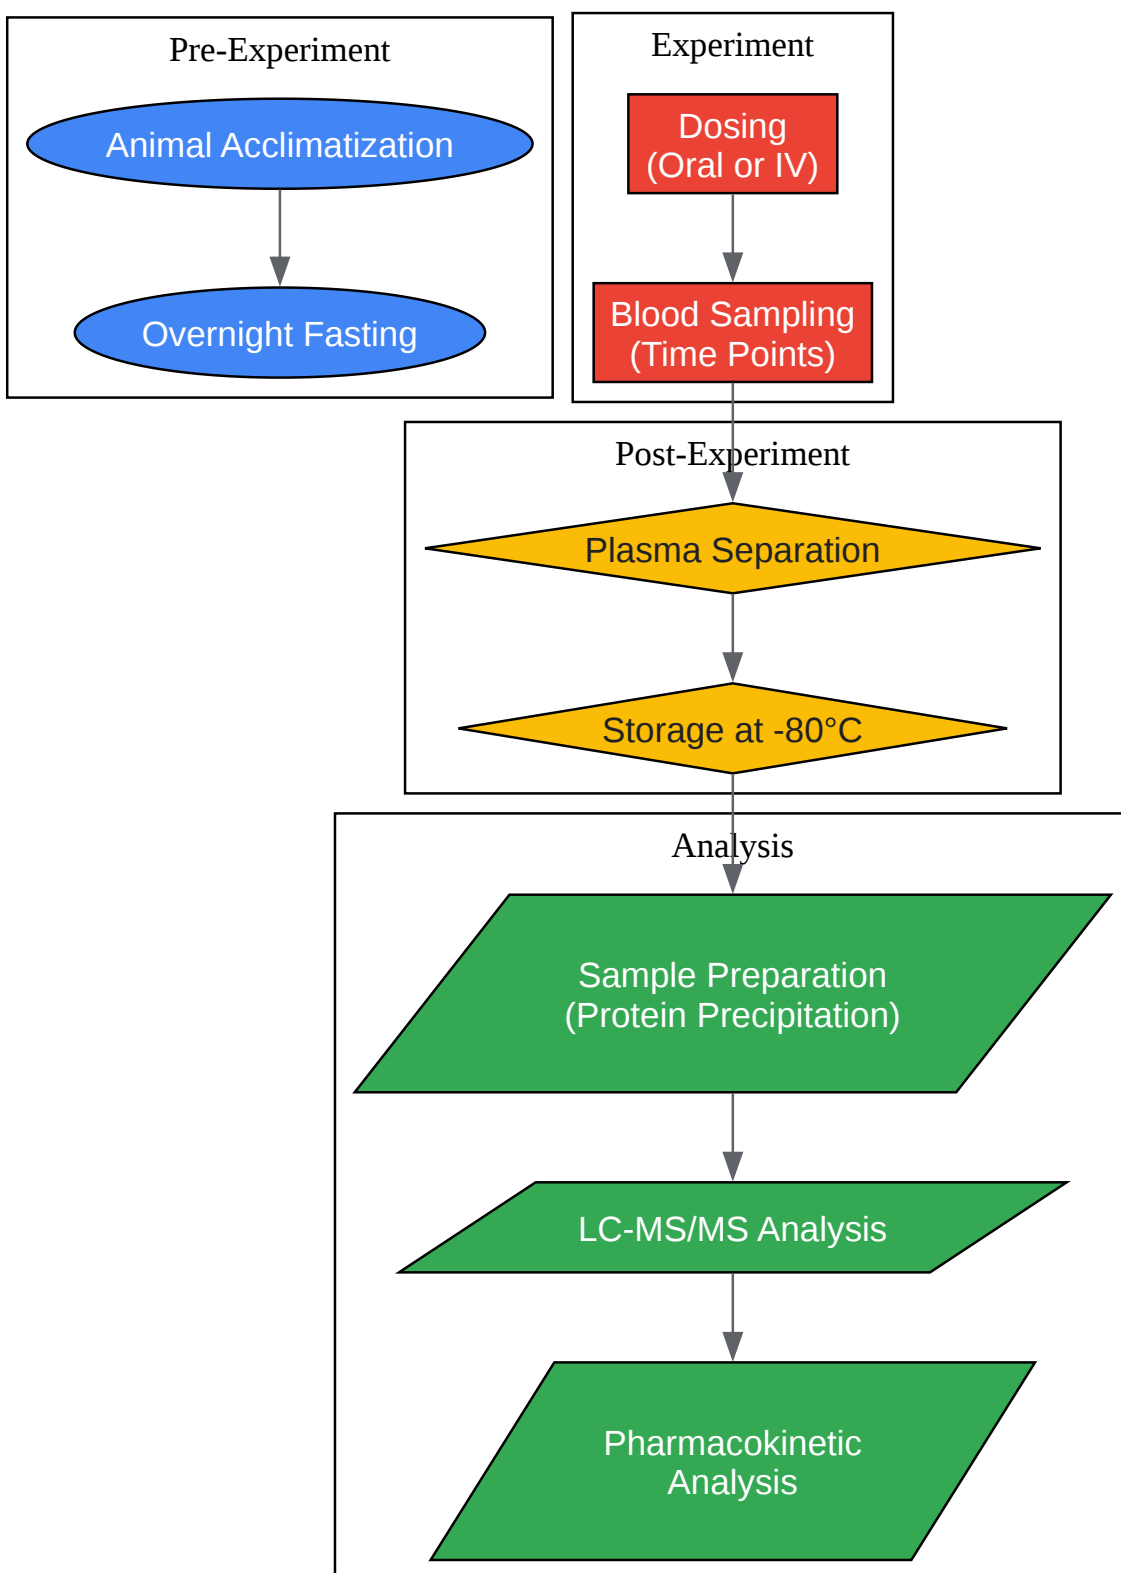 Pre-Experiment
Animal Acclimatization
Overnight Fasting
Experiment
Dosing
(Oral or IV)
Blood Sampling
(Time Points)
Post-Experiment
Plasma Separation
Storage at -80°C
Analysis
Sample Preparation
(Protein Precipitation)
LC-MS/MS Analysis
Pharmacokinetic
Analysis